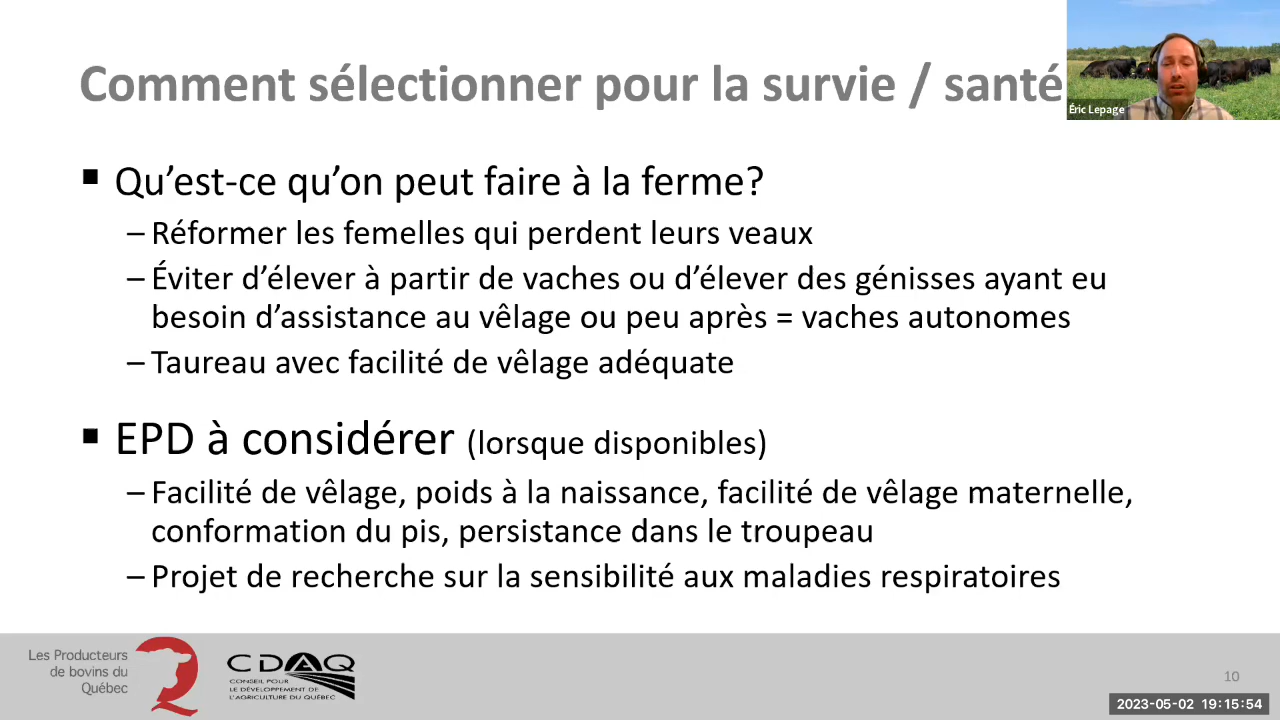 Comment sélectionner pour la survie / santé
Éric Lepage
▪ Qu’est-ce qu’on peut faire à la ferme?
– Réformer les femelles qui perdent leurs veaux
– Éviter d’élever à partir de vaches ou d’élever des génisses ayant eu
besoin d’assistance au vêlage ou peu après = vaches autonomes
– Taureau avec facilité de vêlage adéquate
▪ EPD à considérer (lorsque disponibles)
– Facilité de vêlage, poids à la naissance, facilité de vêlage maternelle,
conformation du pis, persistance dans le troupeau
– Projet de recherche sur la sensibilité aux maladies respiratoires
Les Producteurs
de bovins du
Québec
CDAQ
CONSEIL POUR
LE DÉVELOPPEMENT DE
L'AGRICULTURE DU QUÉBEC
10
2023-05-02 19:15:54